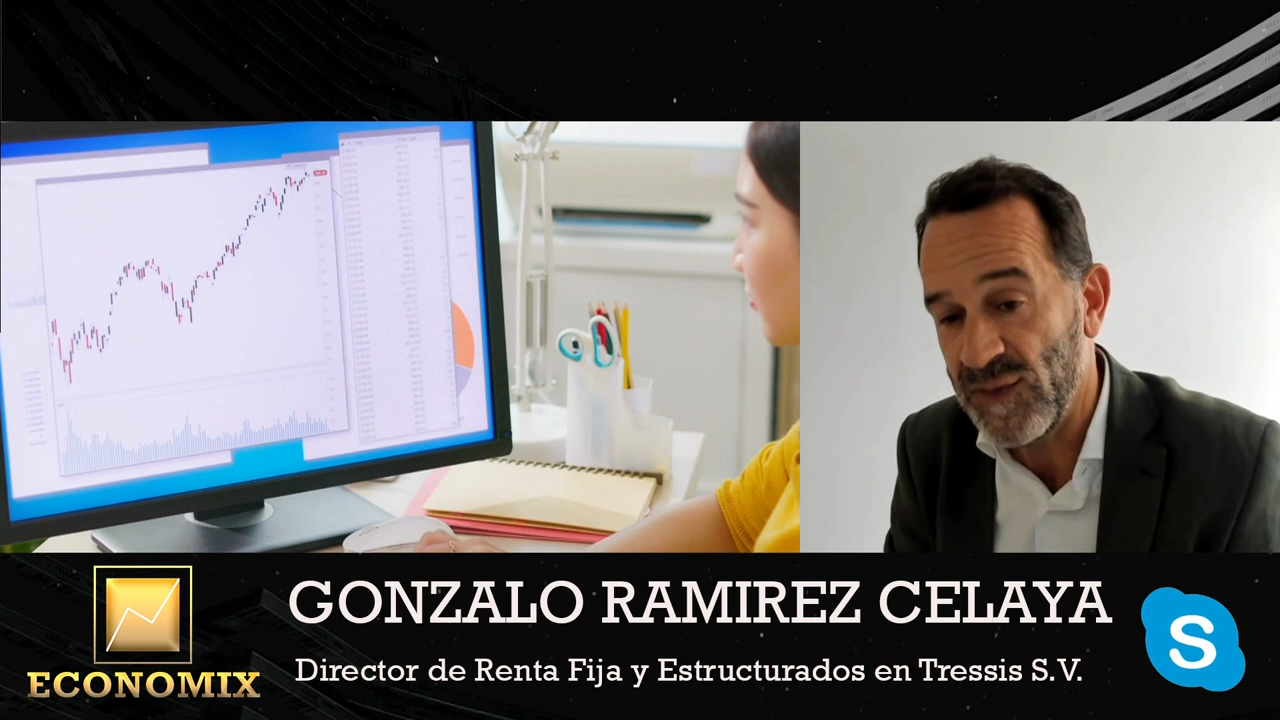 GONZALO RAMIREZ CELAYA
Director de Renta Fija y Estructurados en Tressis S.V.
ECONOMIX
S